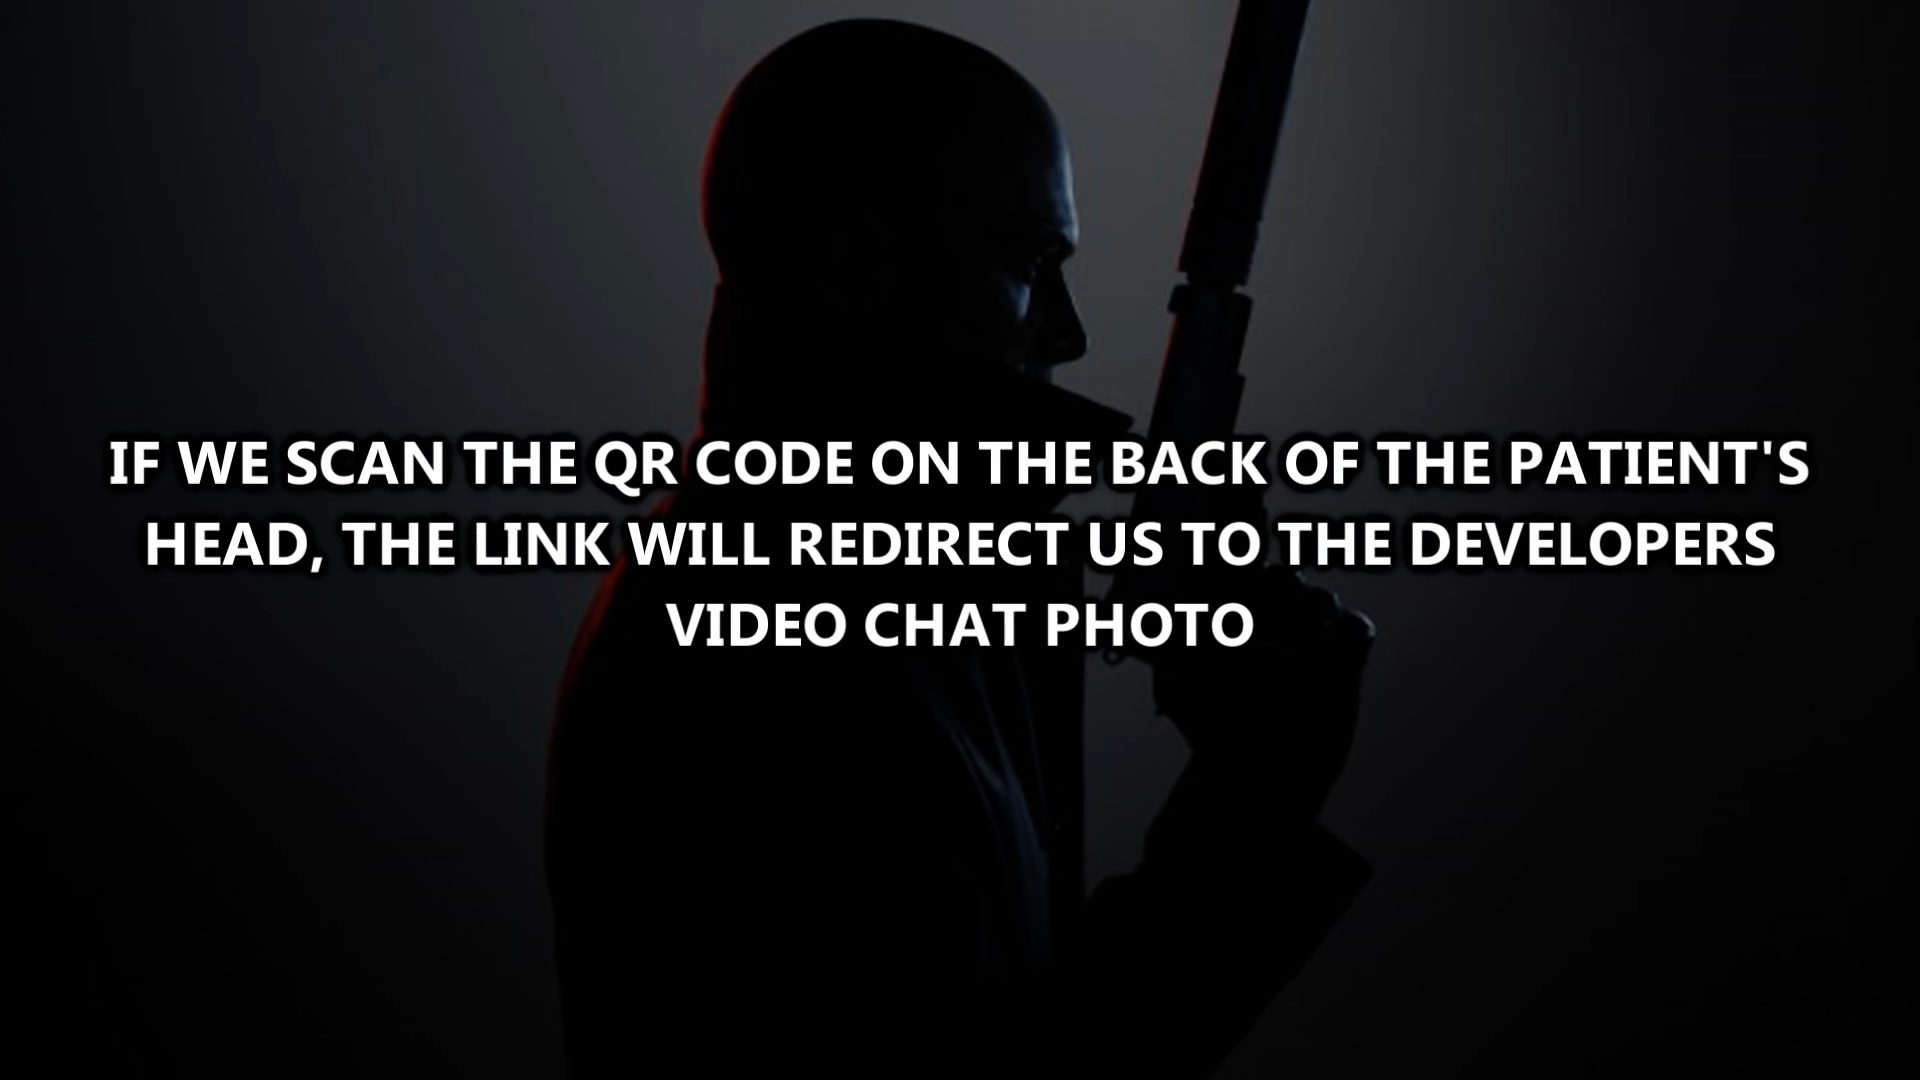 IF WE SCAN THE QR CODE ON THE BACK OF THE PATIENT'S
HEAD, THE LINK WILL REDIRECT US TO THE DEVELOPERS
VIDEO CHAT PHOTO